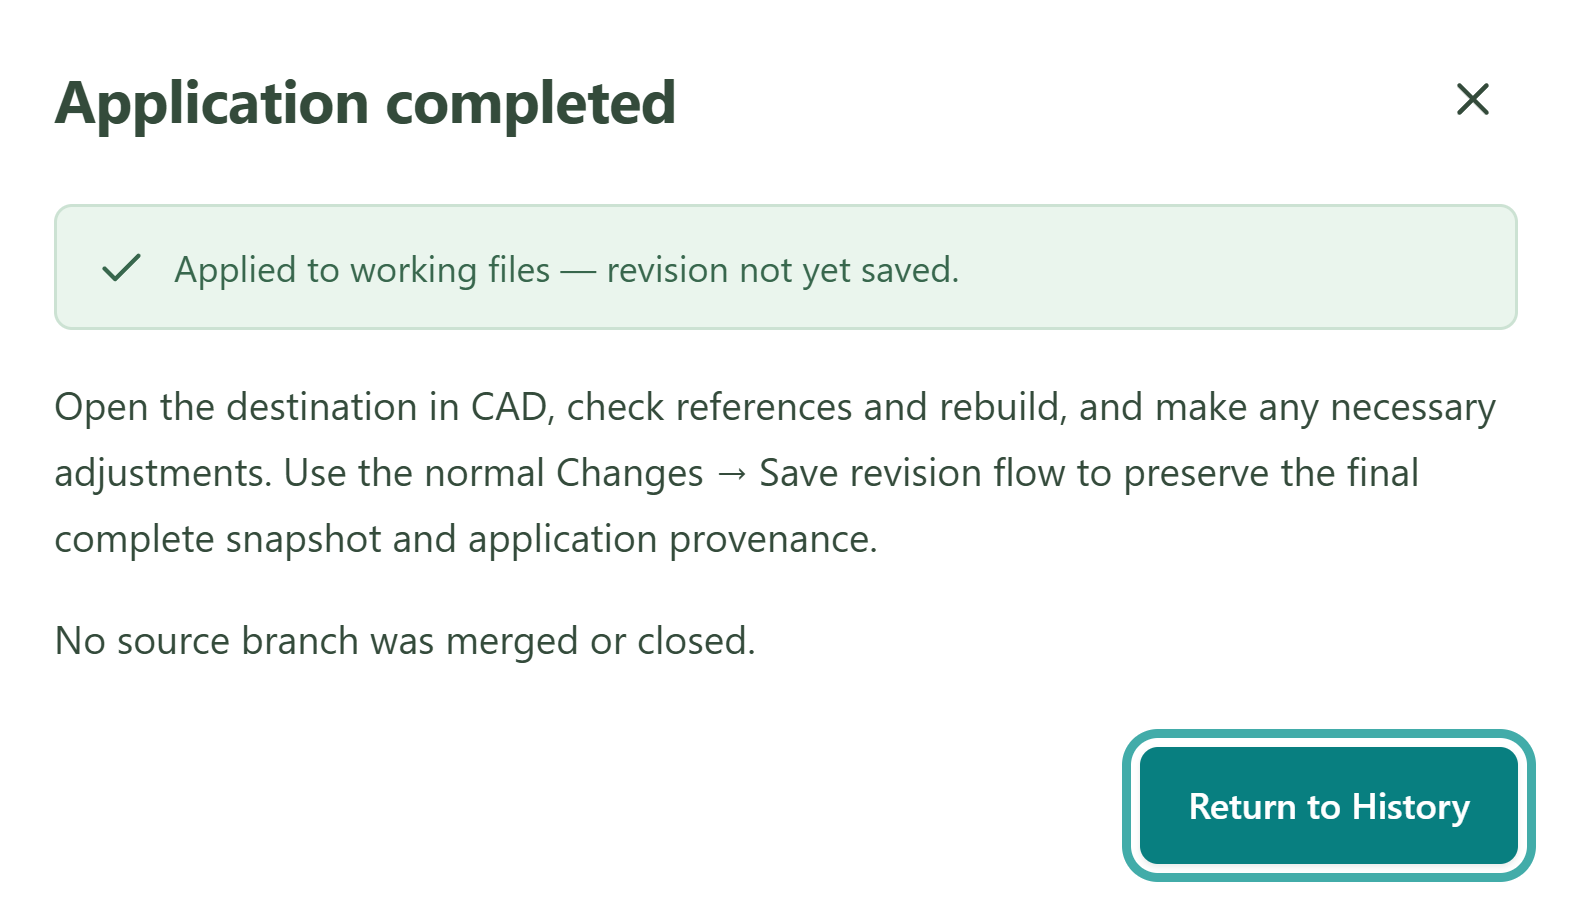 Application completed
Applied to working files — revision not yet saved.
Open the destination in CAD, check references and rebuild, and make any necessary
adjustments. Use the normal Changes → Save revision flow to preserve the final
complete snapshot and application provenance.
No source branch was merged or closed.
Return to History